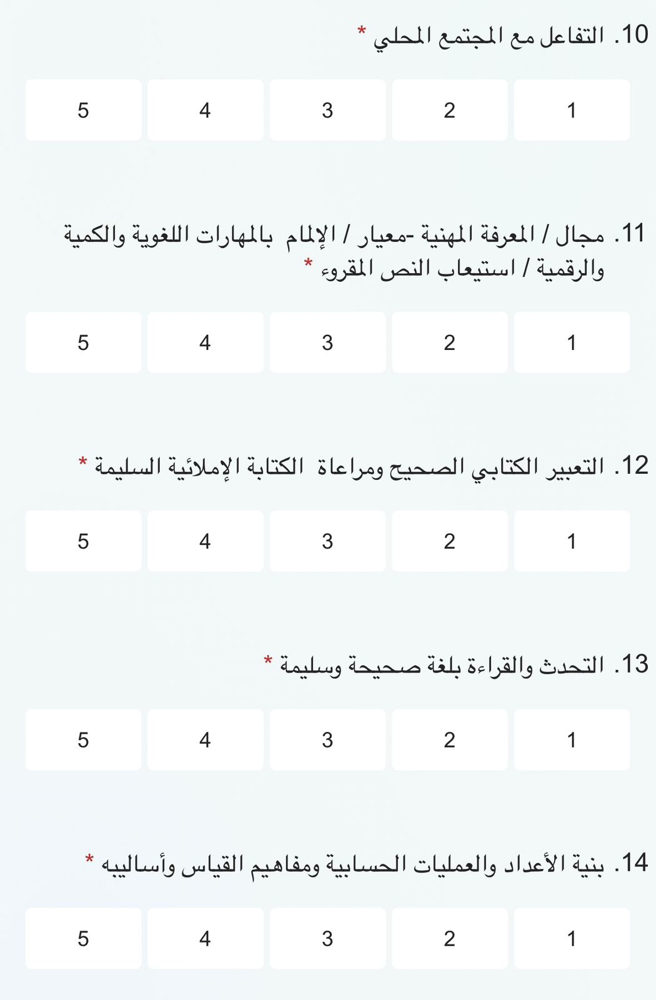 10. التفاعل مع المجتمع المحلي *
1 2 3 4 5
11. مجال / المعرفة المهنية -معيار / الإلمام  بالمهارات اللغوية والكمية
والرقمية / استيعاب النص المقروء *
1 2 3 4 5
12. التعبير الكتابي الصحيح ومراعاة  الكتابة الإملائية السليمة *
1 2 3 4 5
13. التحدث والقراءة بلغة صحيحة وسليمة *
1 2 3 4 5
14. بنية الأعداد والعمليات الحسابية ومفاهيم القياس وأساليبه *
1 2 3 4 5